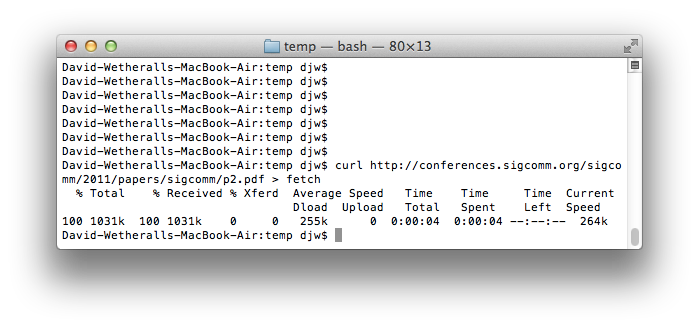 temp — bash — 80×13
David-Wetheralls-MacBook-Air:temp djw$
David-Wetheralls-MacBook-Air:temp djw$
David-Wetheralls-MacBook-Air:temp djw$
David-Wetheralls-MacBook-Air:temp djw$
David-Wetheralls-MacBook-Air:temp djw$
David-Wetheralls-MacBook-Air:temp djw$
David-Wetheralls-MacBook-Air:temp djw$
David-Wetheralls-MacBook-Air:temp djw$ curl http://conferences.sigcomm.org/sigco
mm/2011/papers/sigcomm/p2.pdf > fetch
  % Total    % Received % Xferd  Average Speed   Time    Time     Time  Current
                                 Dload  Upload   Total   Spent    Left  Speed
100 1031k  100 1031k    0     0   255k      0  0:00:04  0:00:04 --:--:--  264k
David-Wetheralls-MacBook-Air:temp djw$